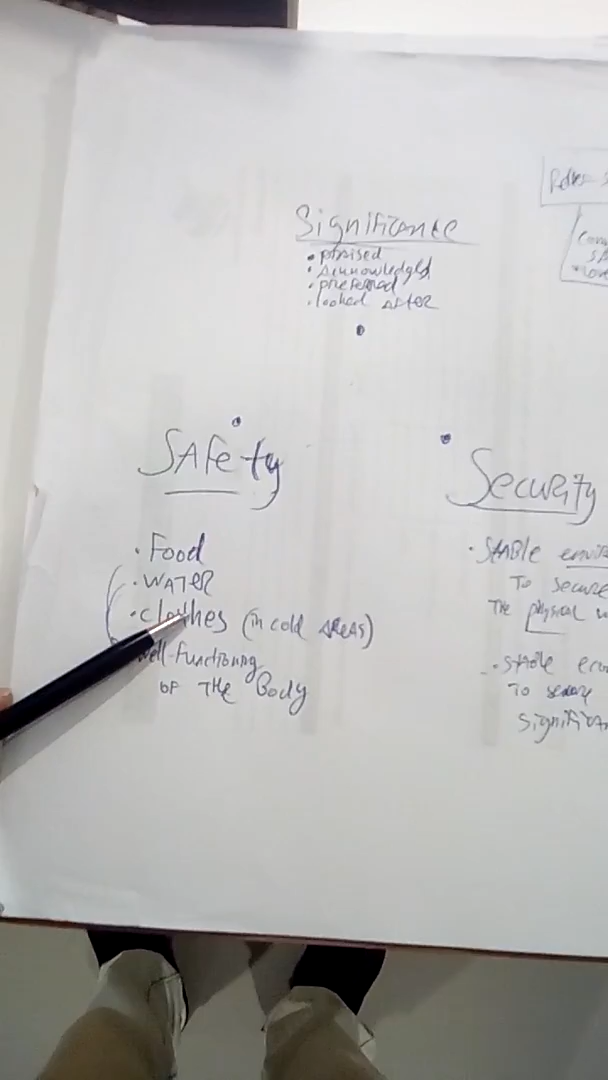 Significance
• praised
• acknowledged
• preferred
• looked AFTER
SAFety
• Food
• WATER
• clothes (in cold AREAS)
well-functioning
OF THE Body
Security
• STABLE
To secure
The physical
• stable
To secure